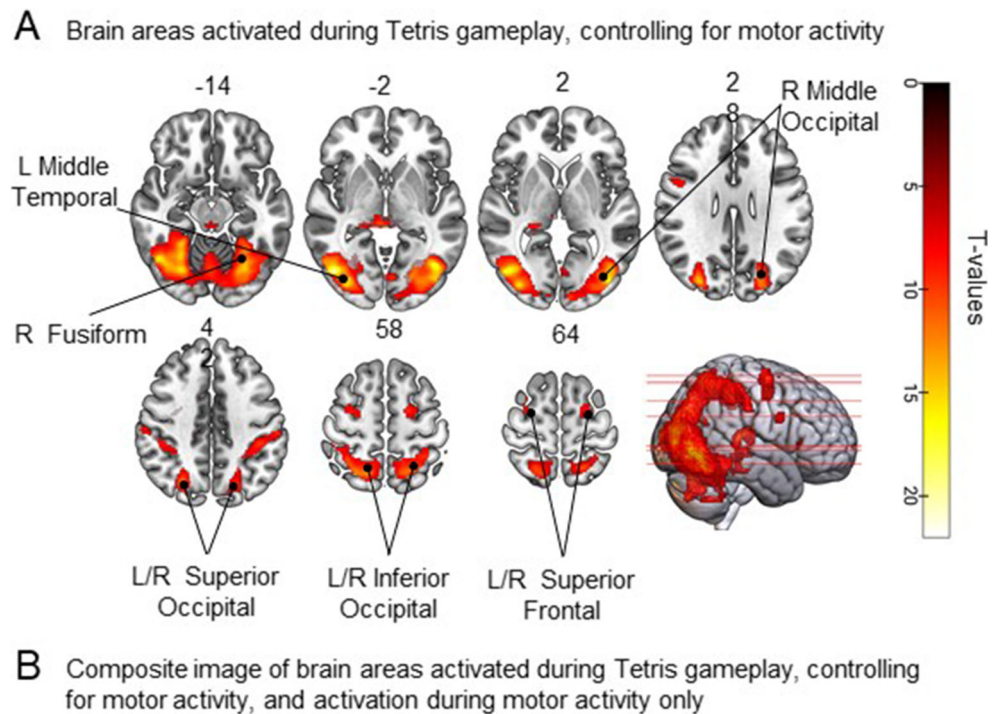 A Brain areas activated during Tetris gameplay, controlling for motor activity
-14
-2
2
2
8
R Middle
Occipital
L Middle
Temporal
R Fusiform
4
2
58
64
L/R Superior
Occipital
L/R Inferior
Occipital
L/R Superior
Frontal
0
5
10
15
20
T-values
B Composite image of brain areas activated during Tetris gameplay, controlling
for motor activity, and activation during motor activity only